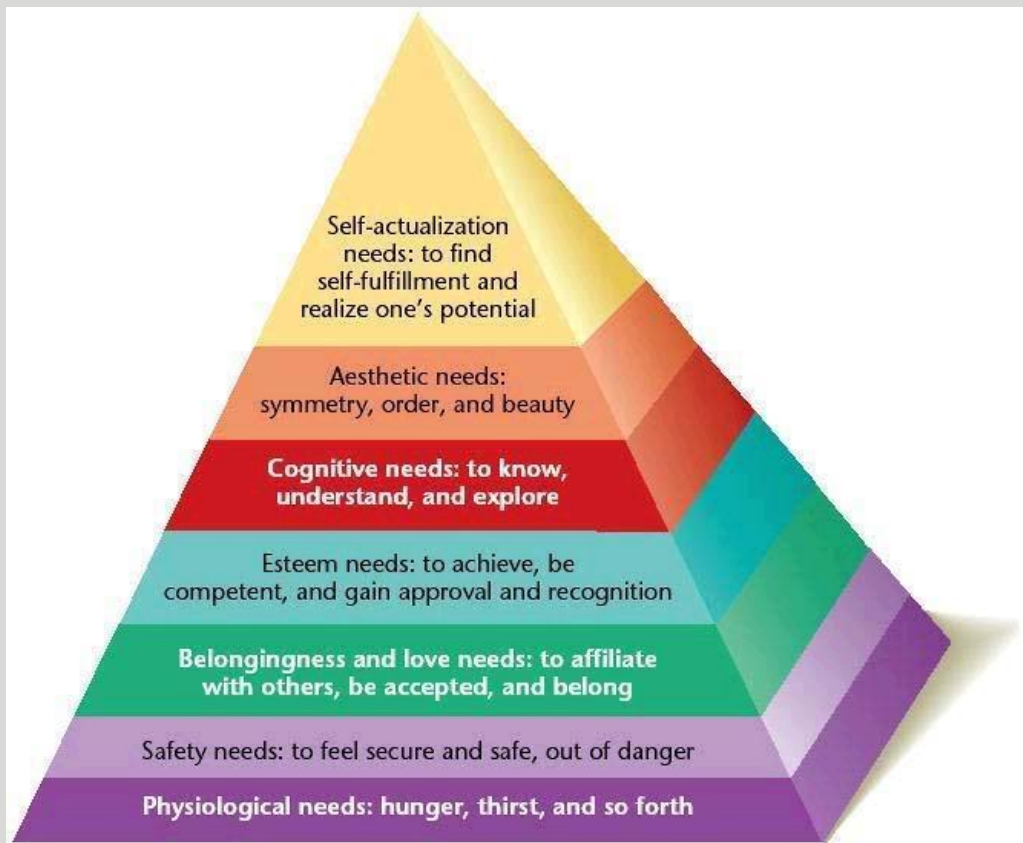 Self-actualization
needs: to find
self-fulfillment and
realize one's potential
Aesthetic needs:
symmetry, order, and beauty
Cognitive needs: to know,
understand, and explore
Esteem needs: to achieve, be
competent, and gain approval and recognition
Belongingness and love needs: to affiliate
with others, be accepted, and belong
Safety needs: to feel secure and safe, out of danger
Physiological needs: hunger, thirst, and so forth